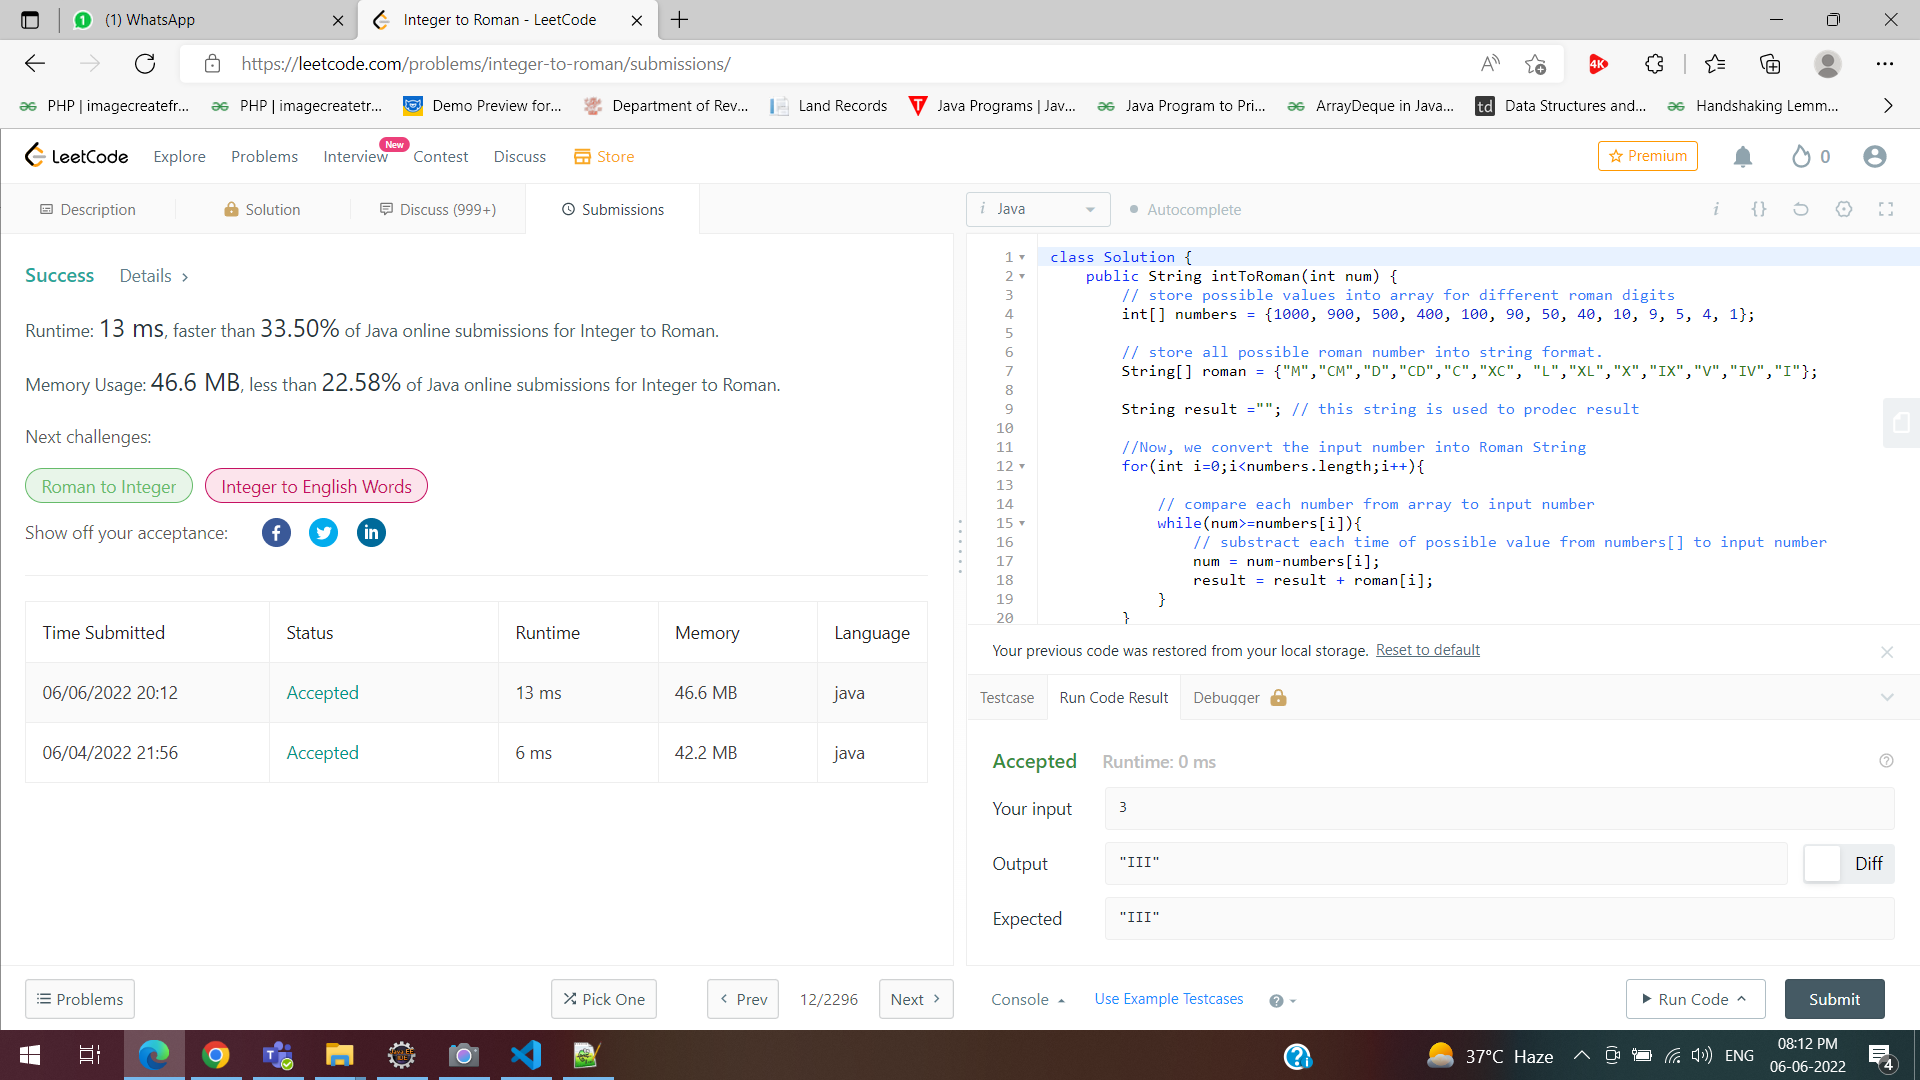 (1) WhatsApp
Integer to Roman - LeetCode
https://leetcode.com/problems/integer-to-roman/submissions/
4K
PHP | imagecreatefr...
PHP | imagecreatetr...
Demo Preview for...
Department of Rev...
Land Records
Java Programs | Jav...
Java Program to Pri...
ArrayDeque in Java...
td
Data Structures and...
Handshaking Lemm...
LeetCode
Explore
Problems
Interview
New
Contest
Discuss
Store
Premium
0
Description
Solution
Discuss (999+)
Submissions
Success
Details
Runtime: 13 ms, faster than 33.50% of Java online submissions for Integer to Roman.
Memory Usage: 46.6 MB, less than 22.58% of Java online submissions for Integer to Roman.
Next challenges:
Roman to Integer
Integer to English Words
Show off your acceptance:
Time Submitted Status Runtime Memory Language
06/06/2022 20:12 Accepted 13 ms 46.6 MB java
06/04/2022 21:56 Accepted 6 ms 42.2 MB java
Problems
Pick One
Prev
12/2296
Next
i Java
Autocomplete
i
{}
1 class Solution {
2 public String intToRoman(int num) {
3 // store possible values into array for different roman digits
4 int[] numbers = {1000, 900, 500, 400, 100, 90, 50, 40, 10, 9, 5, 4, 1};
5
6 // store all possible roman number into string format.
7 String[] roman = {"M","CM","D","CD","C","XC", "L","XL","X","IX","V","IV","I"};
8
9 String result =""; // this string is used to prodec result
10
11 //Now, we convert the input number into Roman String
12 for(int i=0;i<numbers.length;i++){
13
14 // compare each number from array to input number
15 while(num>=numbers[i]){
16 // substract each time of possible value from numbers[] to input number
17 num = num-numbers[i];
18 result = result + roman[i];
19 }
20 }
Your previous code was restored from your local storage. Reset to default
Testcase
Run Code Result
Debugger
Accepted
Runtime: 0 ms
Your input
3
Output
"III"
Diff
Expected
"III"
Console
Use Example Testcases
Run Code
Submit
37°C Haze
ENG
08:12 PM
06-06-2022
4